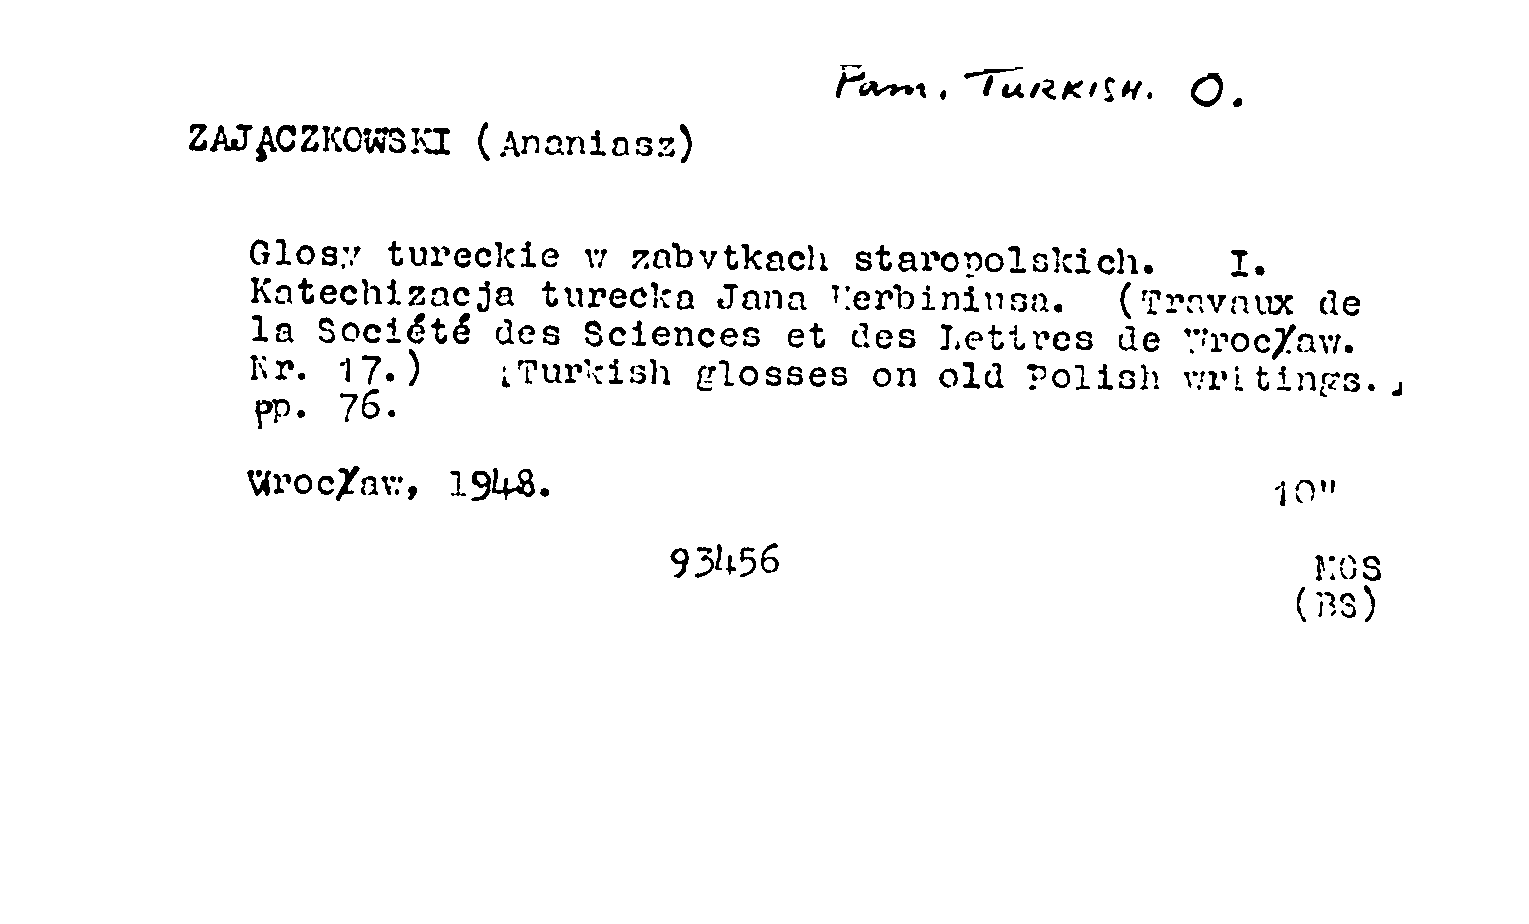 Pam. TURKISH. O.
ZAJĄCZKOWSKI (Ananiasz)
Glosy tureckie w zabytkach staropolskich. I.
Katechizacja turecka Jana Herbiniusa. (Travaux de
la Société des Sciences et des Lettres de Wrocław.
Nr. 17.) [Turkish glosses on old Polish writings.]
pp. 76.
Wrocław, 1948. 10"
93456 MOS
(BS)